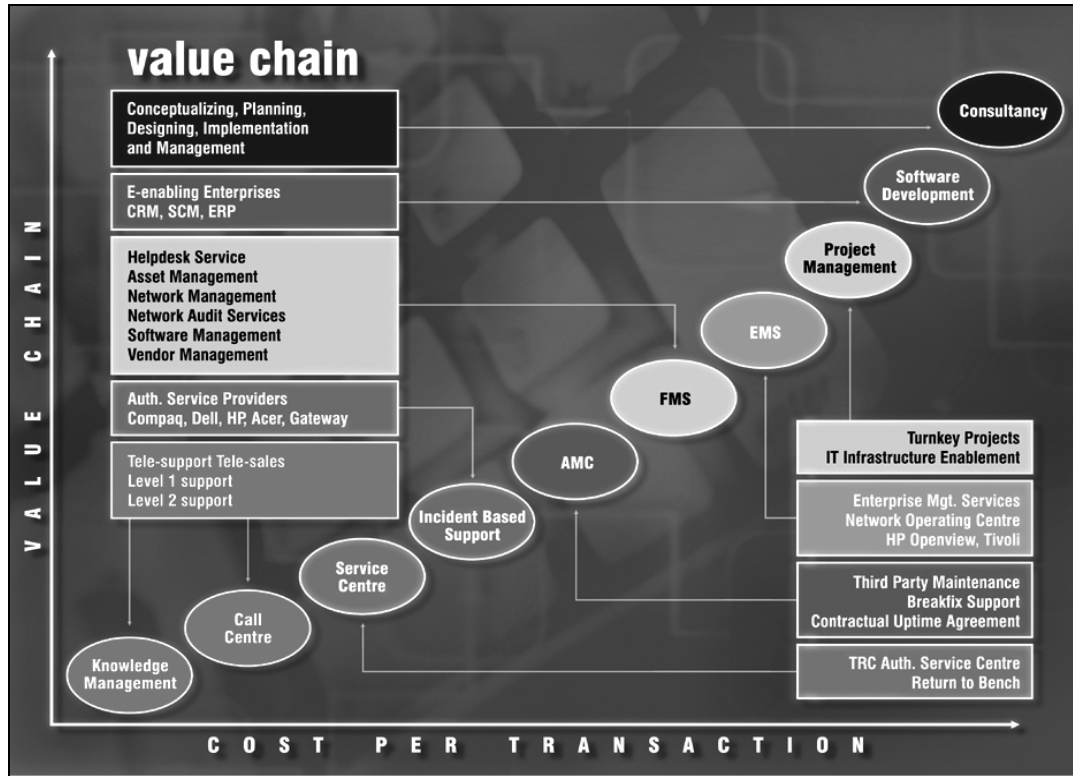 value chain
Conceptualizing, Planning,
Designing, Implementation
and Management
E-enabling Enterprises
CRM, SCM, ERP
Helpdesk Service
Asset Management
Network Management
Network Audit Services
Software Management
Vendor Management
Auth. Service Providers
Compaq, Dell, HP, Acer, Gateway
Tele-support Tele-sales
Level 1 support
Level 2 support
Consultancy
Software
Development
Project
Management
EMS
FMS
AMC
Incident Based
Support
Service
Centre
Call
Centre
Knowledge
Management
Turnkey Projects
IT Infrastructure Enablement
Enterprise Mgt. Services
Network Operating Centre
HP Openview, Tivoli
Third Party Maintenance
Breakfix Support
Contractual Uptime Agreement
TRC Auth. Service Centre
Return to Bench
VALUE CHAIN
COST PER TRANSACTION